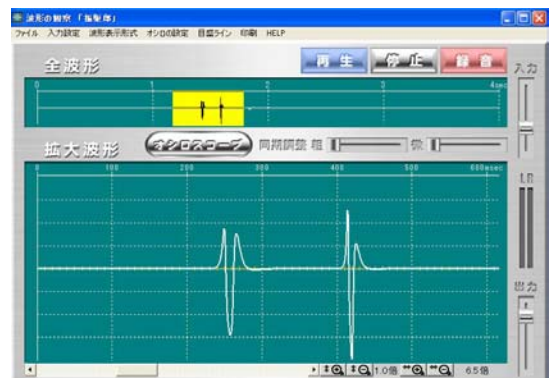 波形の観察 「振駆郎」
ファイル 入力設定 波形表示形式 オシロの設定 目盛ライン 印刷 HELP
全波形 再生 停止 録音 入力
0 1 2 3 4sec
拡大波形 オシロスコープ 同期調整 粗 微
0 100 200 300 400 500 600msec
L R
出力
1.0倍 6.5倍